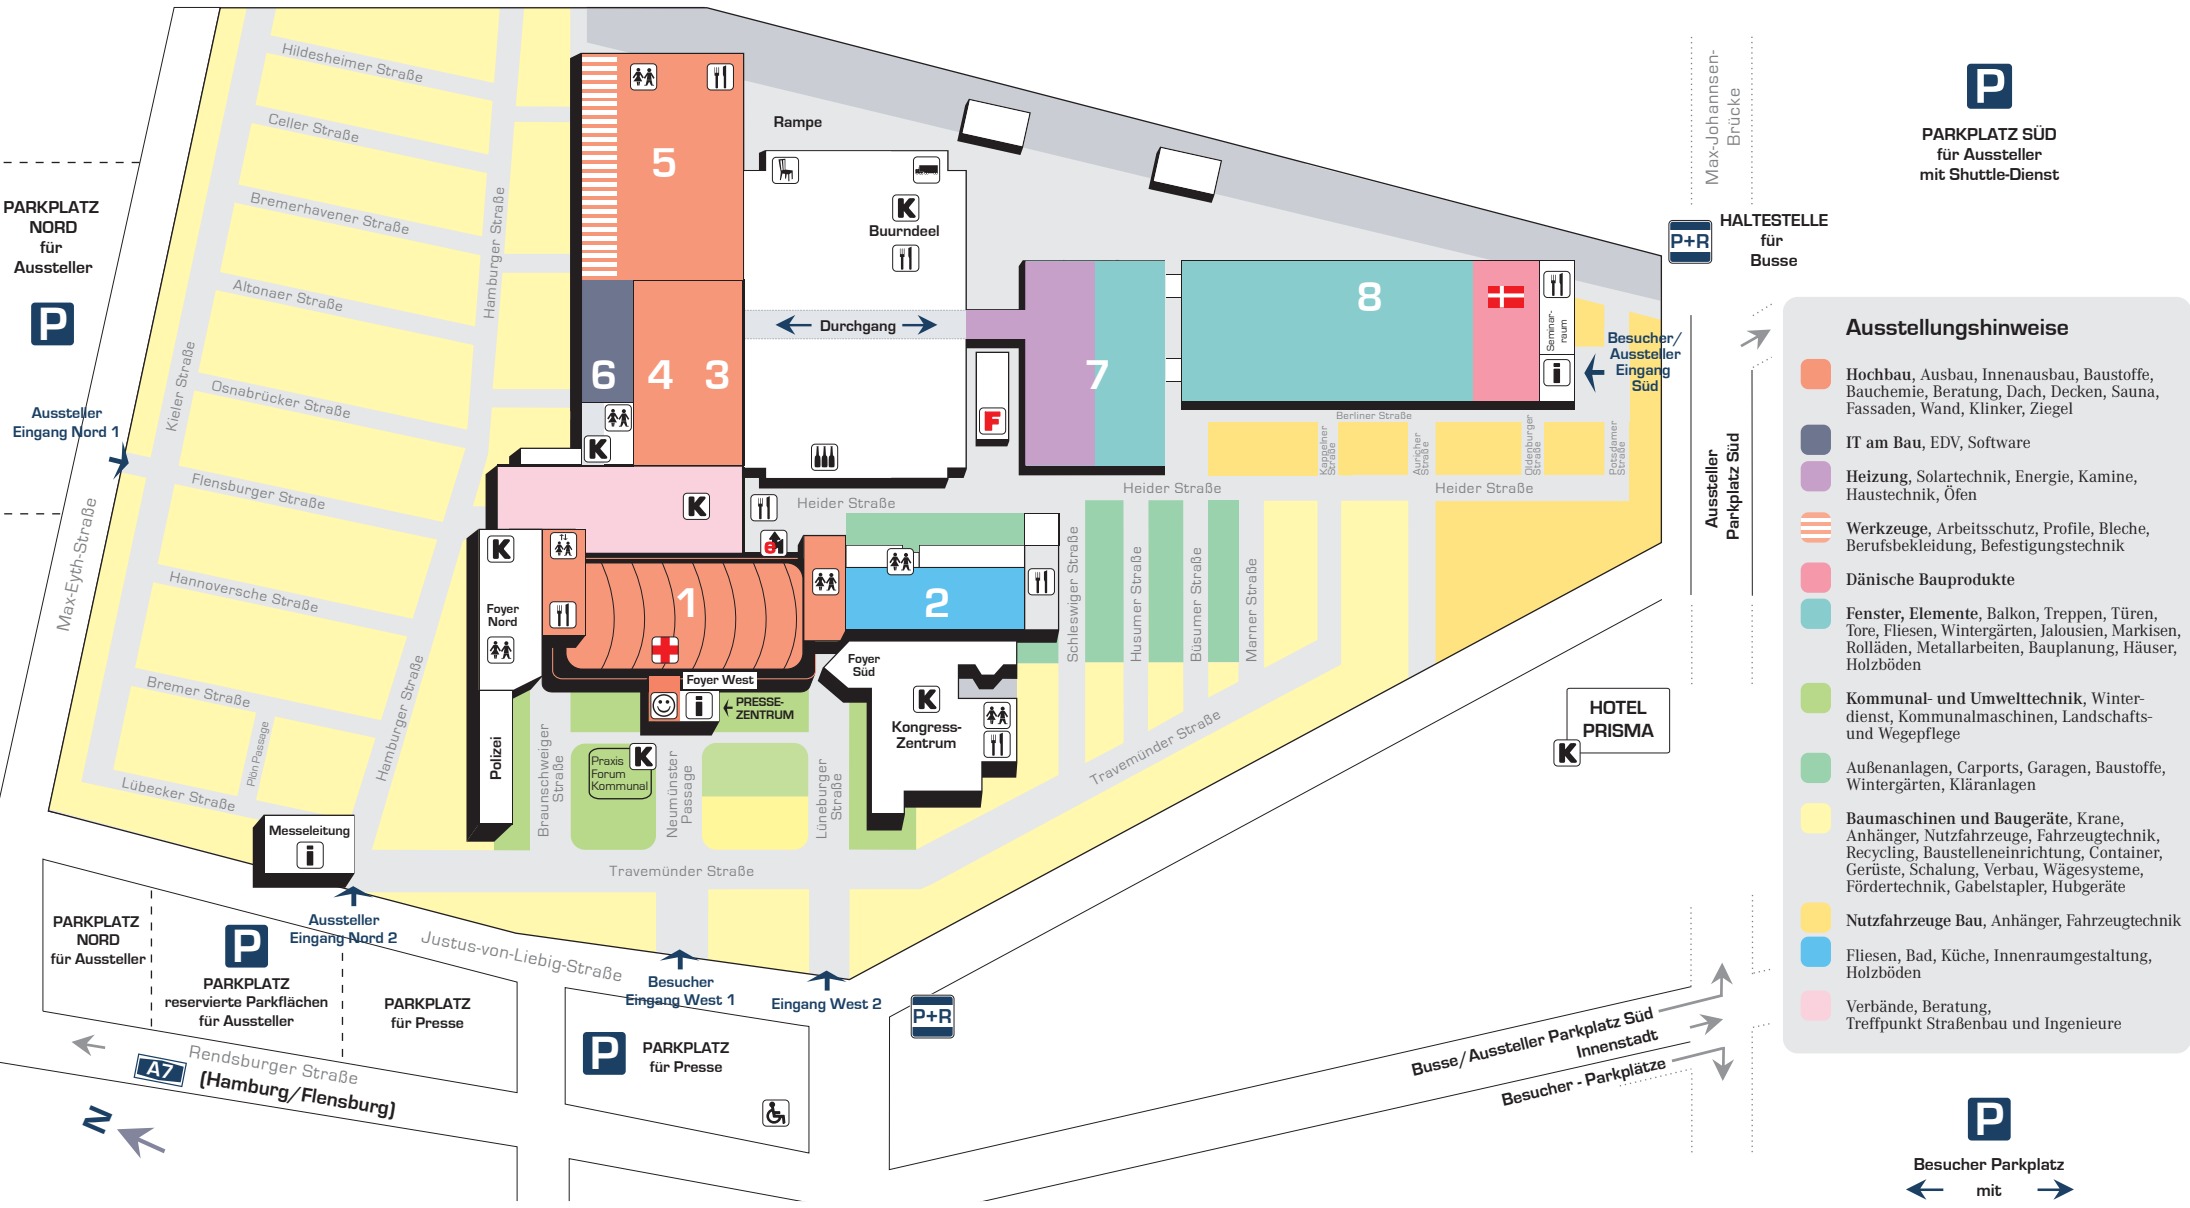 Hildesheimer Straße
Celler Straße
Bremerhavener Straße
Altonaer Straße
Osnabrücker Straße
Flensburger Straße
Hannoversche Straße
Bremer Straße
Plön Passage
Lübecker Straße
Kieler Straße
Hamburger Straße
Hamburger Straße
Max-Eyth-Straße
PARKPLATZ
NORD
für
Aussteller
P
Aussteller
Eingang Nord 1
5
Rampe
K
Buurndeel
Durchgang
6
4
3
K
7
8
F
Seminar-
raum
i
Besucher/
Aussteller
Eingang
Süd
Berliner Straße
Kappelner
Straße
Auricher
Straße
Oldenburger
Straße
Potsdamer
Straße
Heider Straße
Heider Straße
Heider Straße
K
K
Foyer
Nord
e
1
2
Schleswiger Straße
Husumer Straße
Büsumer Straße
Marner Straße
Foyer West
i
PRESSE-
ZENTRUM
Foyer
Süd
K
Kongress-
Zentrum
Polizei
Braunschweiger
Straße
Praxis
Forum
Kommunal
K
Neumünster
Passage
Lüneburger
Straße
Travemünder Straße
Travemünder Straße
Messeleitung
i
Aussteller
Eingang Nord 2
Justus-von-Liebig-Straße
Besucher
Eingang West 1
Eingang West 2
PARKPLATZ
NORD
für Aussteller
P
PARKPLATZ
reservierte Parkflächen
für Aussteller
PARKPLATZ
für Presse
P
PARKPLATZ
für Presse
P+R
Rendsburger Straße
A7
(Hamburg/Flensburg)
N
Max-Johannsen-
Brücke
P
PARKPLATZ SÜD
für Aussteller
mit Shuttle-Dienst
P+R
HALTESTELLE
für
Busse
Aussteller
Parkplatz Süd
HOTEL
PRISMA
K
Busse/Aussteller Parkplatz Süd
Innenstadt
Besucher - Parkplätze
Ausstellungshinweise
Hochbau, Ausbau, Innenausbau, Baustoffe,
Bauchemie, Beratung, Dach, Decken, Sauna,
Fassaden, Wand, Klinker, Ziegel
IT am Bau, EDV, Software
Heizung, Solartechnik, Energie, Kamine,
Haustechnik, Öfen
Werkzeuge, Arbeitsschutz, Profile, Bleche,
Berufsbekleidung, Befestigungstechnik
Dänische Bauprodukte
Fenster, Elemente, Balkon, Treppen, Türen,
Tore, Fliesen, Wintergärten, Jalousien, Markisen,
Rolläden, Metallarbeiten, Bauplanung, Häuser,
Holzböden
Kommunal- und Umwelttechnik, Winter-
dienst, Kommunalmaschinen, Landschafts-
und Wegepflege
Außenanlagen, Carports, Garagen, Baustoffe,
Wintergärten, Kläranlagen
Baumaschinen und Baugeräte, Krane,
Anhänger, Nutzfahrzeuge, Fahrzeugtechnik,
Recycling, Baustelleneinrichtung, Container,
Gerüste, Schalung, Verbau, Wägesysteme,
Fördertechnik, Gabelstapler, Hubgeräte
Nutzfahrzeuge Bau, Anhänger, Fahrzeugtechnik
Fliesen, Bad, Küche, Innenraumgestaltung,
Holzböden
Verbände, Beratung,
Treffpunkt Straßenbau und Ingenieure
P
Besucher Parkplatz
mit